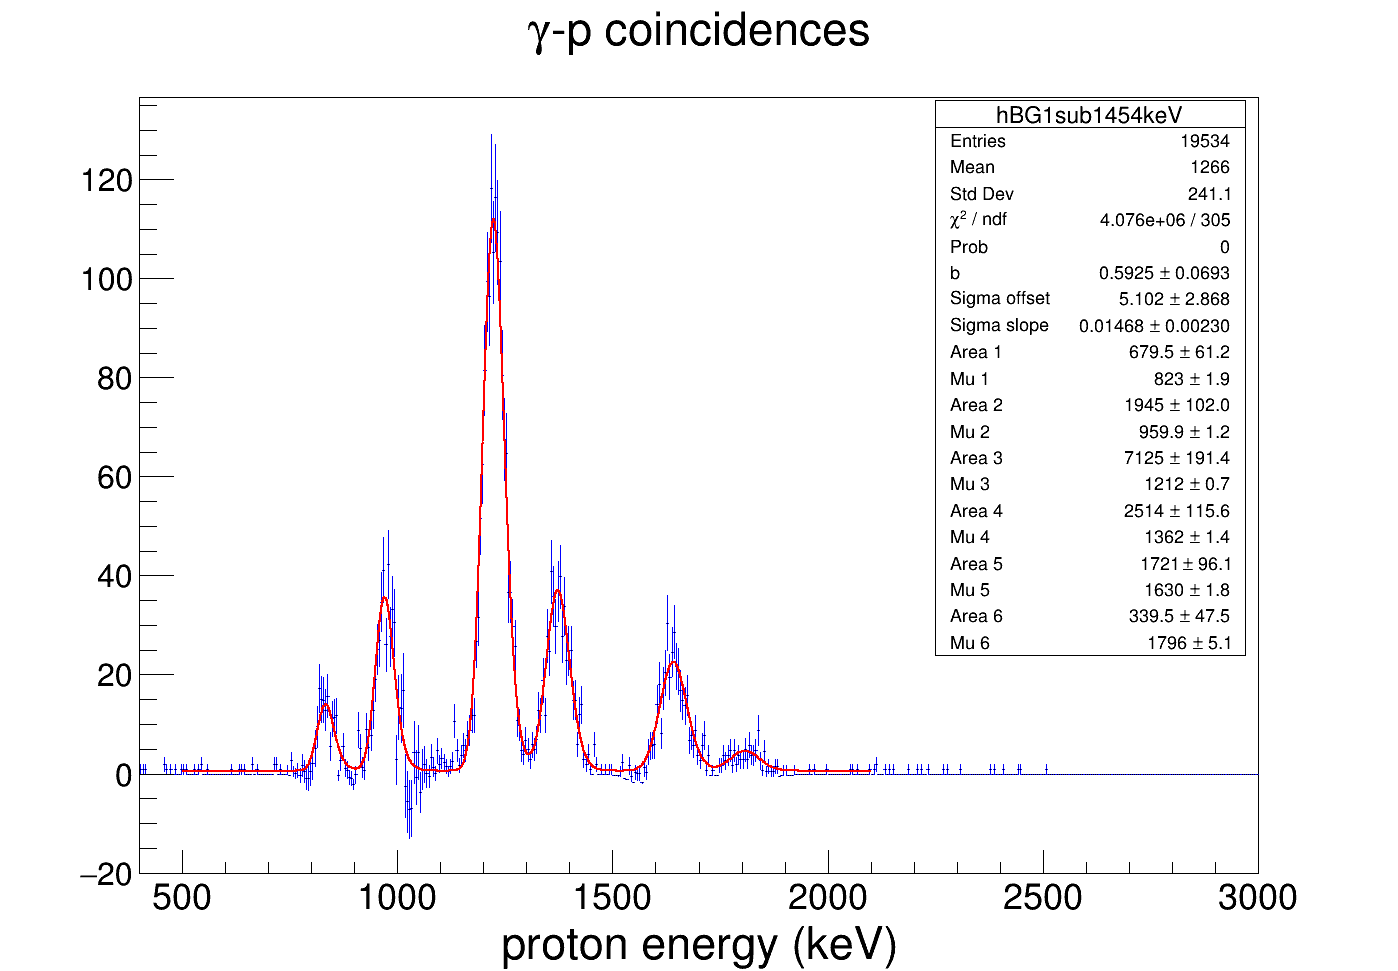 γ-p coincidences
hBG1sub1454keV
Entries 19534
Mean 1266
Std Dev 241.1
χ² / ndf 4.076e+06 / 305
Prob 0
b 0.5925 ± 0.0693
Sigma offset 5.102 ± 2.868
Sigma slope 0.01468 ± 0.00230
Area 1 679.5 ± 61.2
Mu 1 823 ± 1.9
Area 2 1945 ± 102.0
Mu 2 959.9 ± 1.2
Area 3 7125 ± 191.4
Mu 3 1212 ± 0.7
Area 4 2514 ± 115.6
Mu 4 1362 ± 1.4
Area 5 1721 ± 96.1
Mu 5 1630 ± 1.8
Area 6 339.5 ± 47.5
Mu 6 1796 ± 5.1
120
100
80
60
40
20
0
−20
500 1000 1500 2000 2500 3000
proton energy (keV)